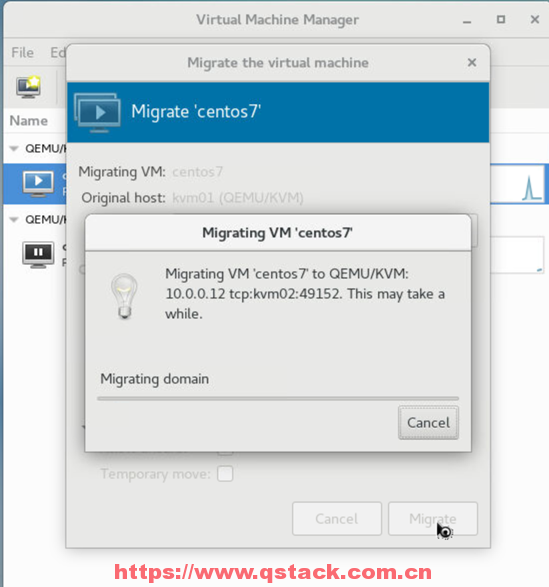 Virtual Machine Manager
File Ed
Migrate the virtual machine
Name
Migrate 'centos7'
QEMU/K
Migrating VM: centos7
Original host: kvm01 (QEMU/KVM)
QEMU/K
Migrating VM 'centos7'
Migrating VM 'centos7' to QEMU/KVM:
10.0.0.12 tcp:kvm02:49152. This may take a
while.
Migrating domain
Cancel
Temporary move:
Cancel Migrate
https://www.qstack.com.cn